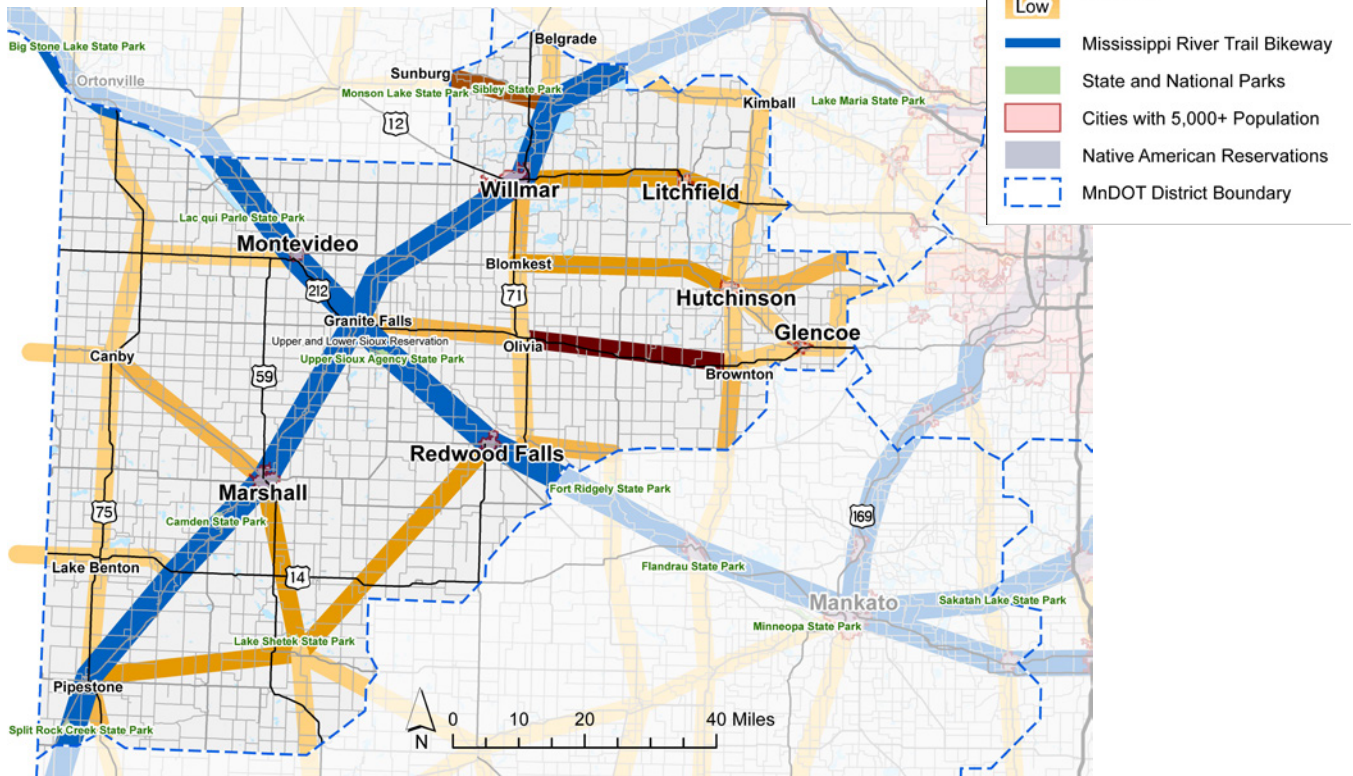 Low
Mississippi River Trail Bikeway
State and National Parks
Cities with 5,000+ Population
Native American Reservations
MnDOT District Boundary
Big Stone Lake State Park
Ortonville
Belgrade
Sunburg
Monson Lake State Park
Sibley State Park
Kimball
Lake Maria State Park
12
Willmar
Litchfield
Lac qui Parle State Park
Montevideo
Blomkest
212
71
Hutchinson
Granite Falls
Upper and Lower Sioux Reservation
Upper Sioux Agency State Park
Olivia
Glencoe
Canby
59
Brownton
Redwood Falls
Marshall
Fort Ridgely State Park
75
Camden State Park
169
Lake Benton
14
Flandrau State Park
Mankato
Sakatah Lake State Park
Minneopa State Park
Lake Shetek State Park
Pipestone
Split Rock Creek State Park
N
0 10 20 40 Miles